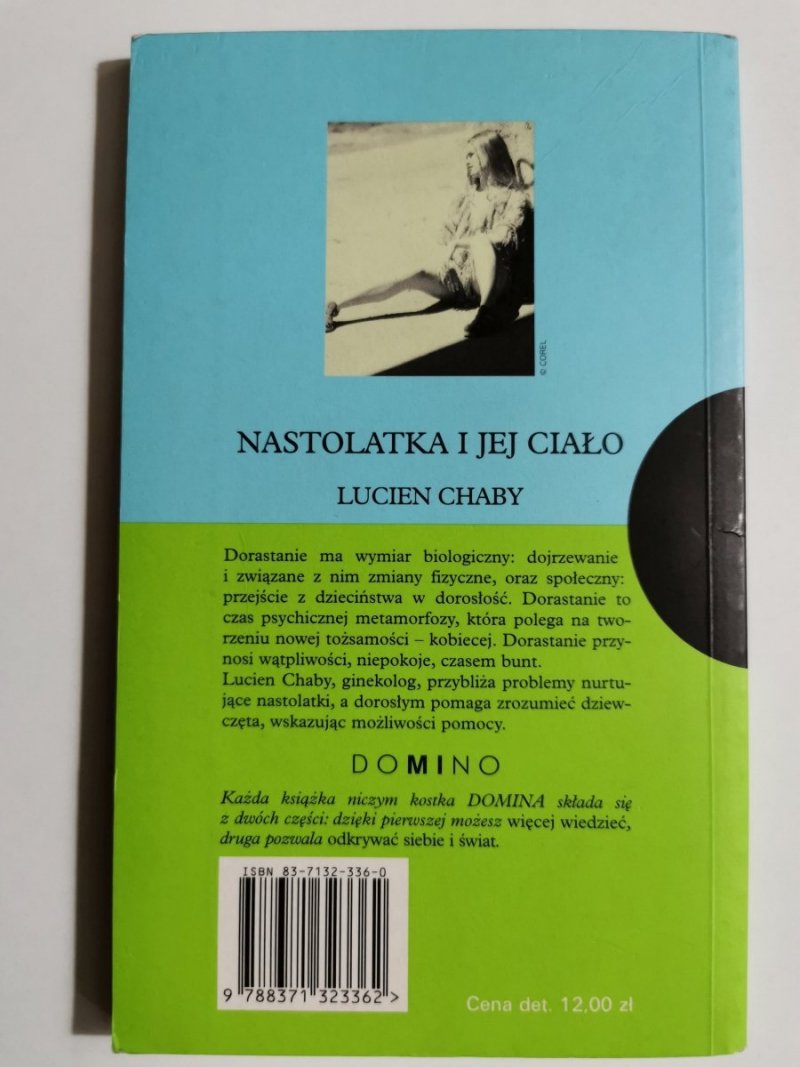 © COREL
NASTOLATKA I JEJ CIAŁO
LUCIEN CHABY
Dorastanie ma wymiar biologiczny: dojrzewanie
i związane z nim zmiany fizyczne, oraz społeczny:
przejście z dzieciństwa w dorosłość. Dorastanie to
czas psychicznej metamorfozy, która polega na two-
rzeniu nowej tożsamości – kobiecej. Dorastanie przy-
nosi wątpliwości, niepokoje, czasem bunt.
Lucien Chaby, ginekolog, przybliża problemy nurtu-
jące nastolatki, a dorosłym pomaga zrozumieć dziew-
częta, wskazując możliwości pomocy.
DOMINO
Każda książka niczym kostka DOMINA składa się
z dwóch części: dzięki pierwszej możesz więcej wiedzieć,
druga pozwala odkrywać siebie i świat.
ISBN 83-7132-336-0
9 788371 323362 >
Cena det. 12,00 zł